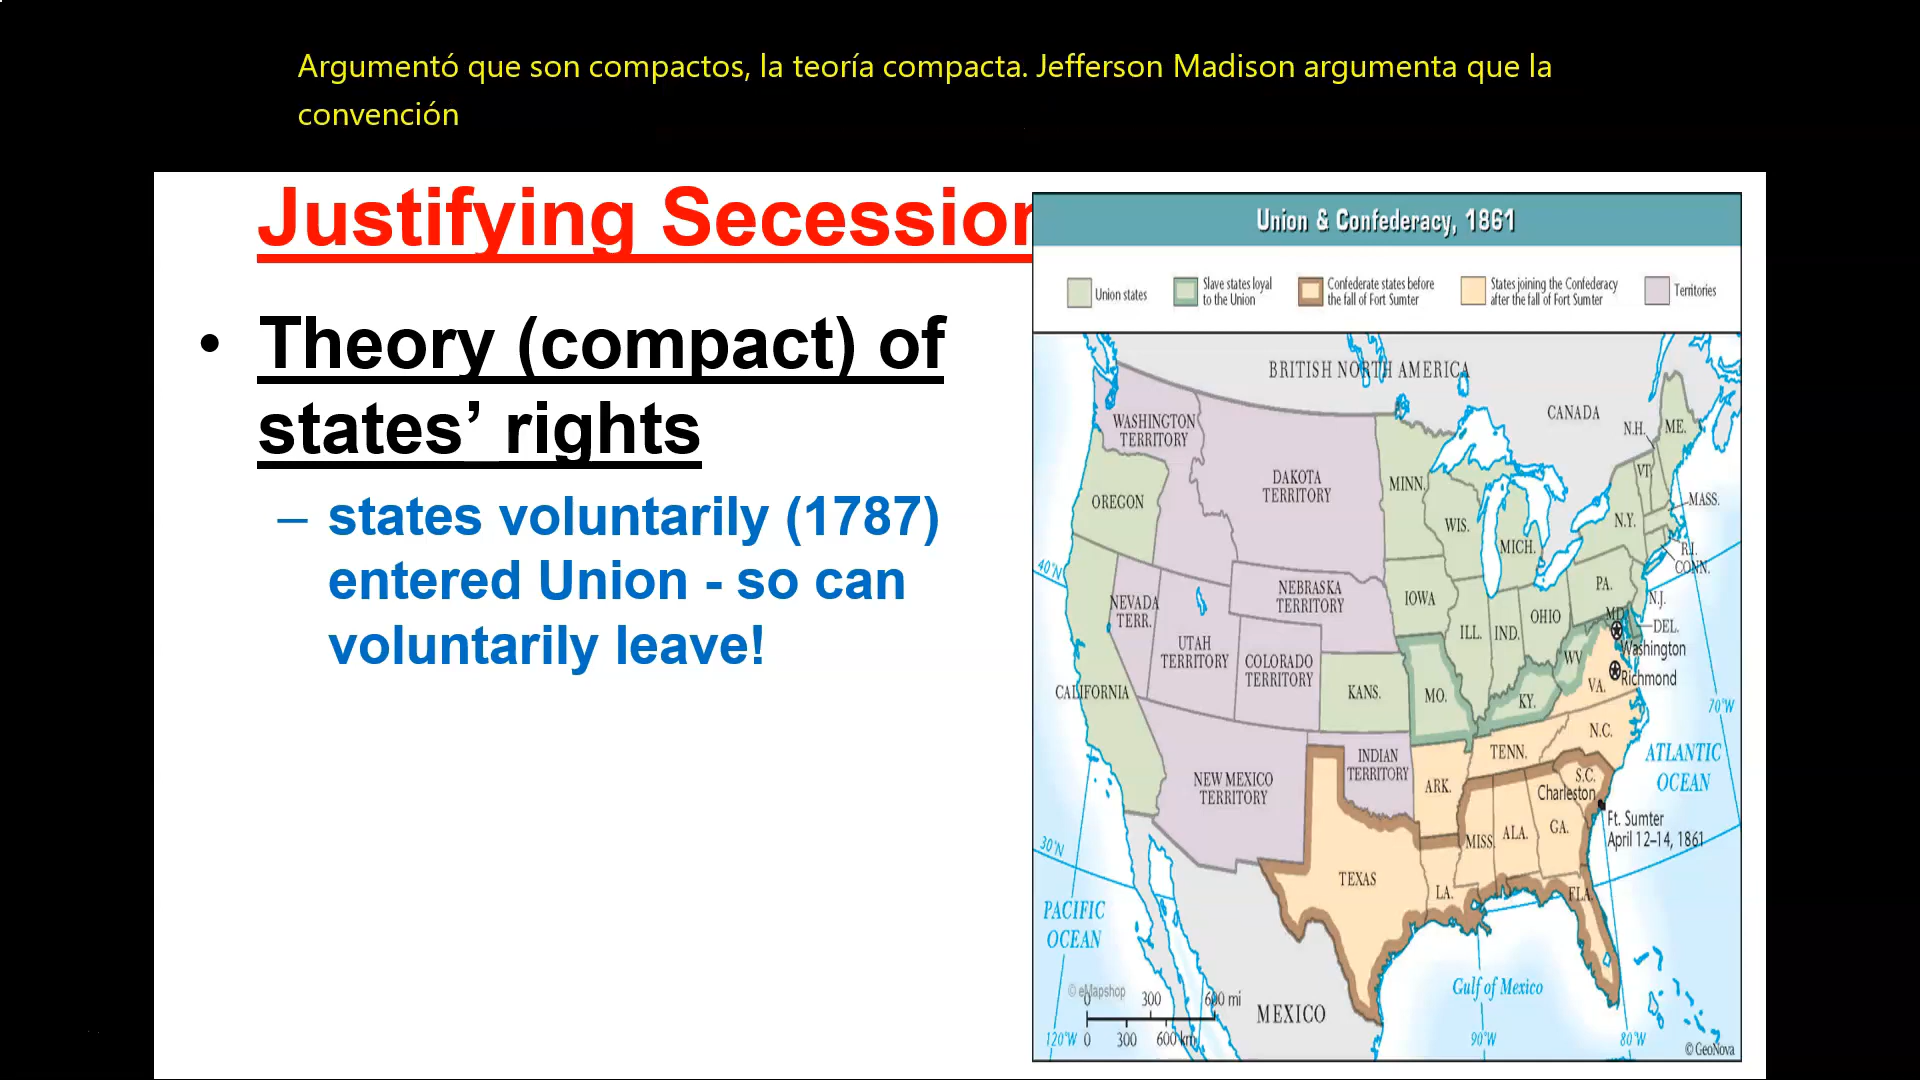 Argumentó que son compactos, la teoría compacta. Jefferson Madison argumenta que la
convención
Justifying Secession
• Theory (compact) of
states’ rights
– states voluntarily (1787)
entered Union - so can
voluntarily leave!
Union & Confederacy, 1861
Union states
Slave states loyal
to the Union
Confederate states before
the fall of Fort Sumter
States joining the Confederacy
after the fall of Fort Sumter
Territories
BRITISH NORTH AMERICA
CANADA
WASHINGTON
TERRITORY
OREGON
DAKOTA
TERRITORY
MINN.
WIS.
MICH.
N.H.
ME.
VT.
MASS.
N.Y.
R.I.
CONN.
40°N
NEVADA
TERR.
UTAH
TERRITORY
NEBRASKA
TERRITORY
COLORADO
TERRITORY
IOWA
ILL.
IND.
OHIO
PA.
N.J.
MD.
DEL.
Washington
WV
VA.
Richmond
CALIFORNIA
KANS.
MO.
KY.
70°W
N.C.
TENN.
ATLANTIC
OCEAN
NEW MEXICO
TERRITORY
INDIAN
TERRITORY
ARK.
S.C.
Charleston
Ft. Sumter
April 12–14, 1861
MISS.
ALA.
GA.
30°N
TEXAS
LA.
FLA.
PACIFIC
OCEAN
Gulf of Mexico
MEXICO
© eMapshop
0 300 600 mi
0 300 600 km
120°W
90°W
80°W
© GeoNova